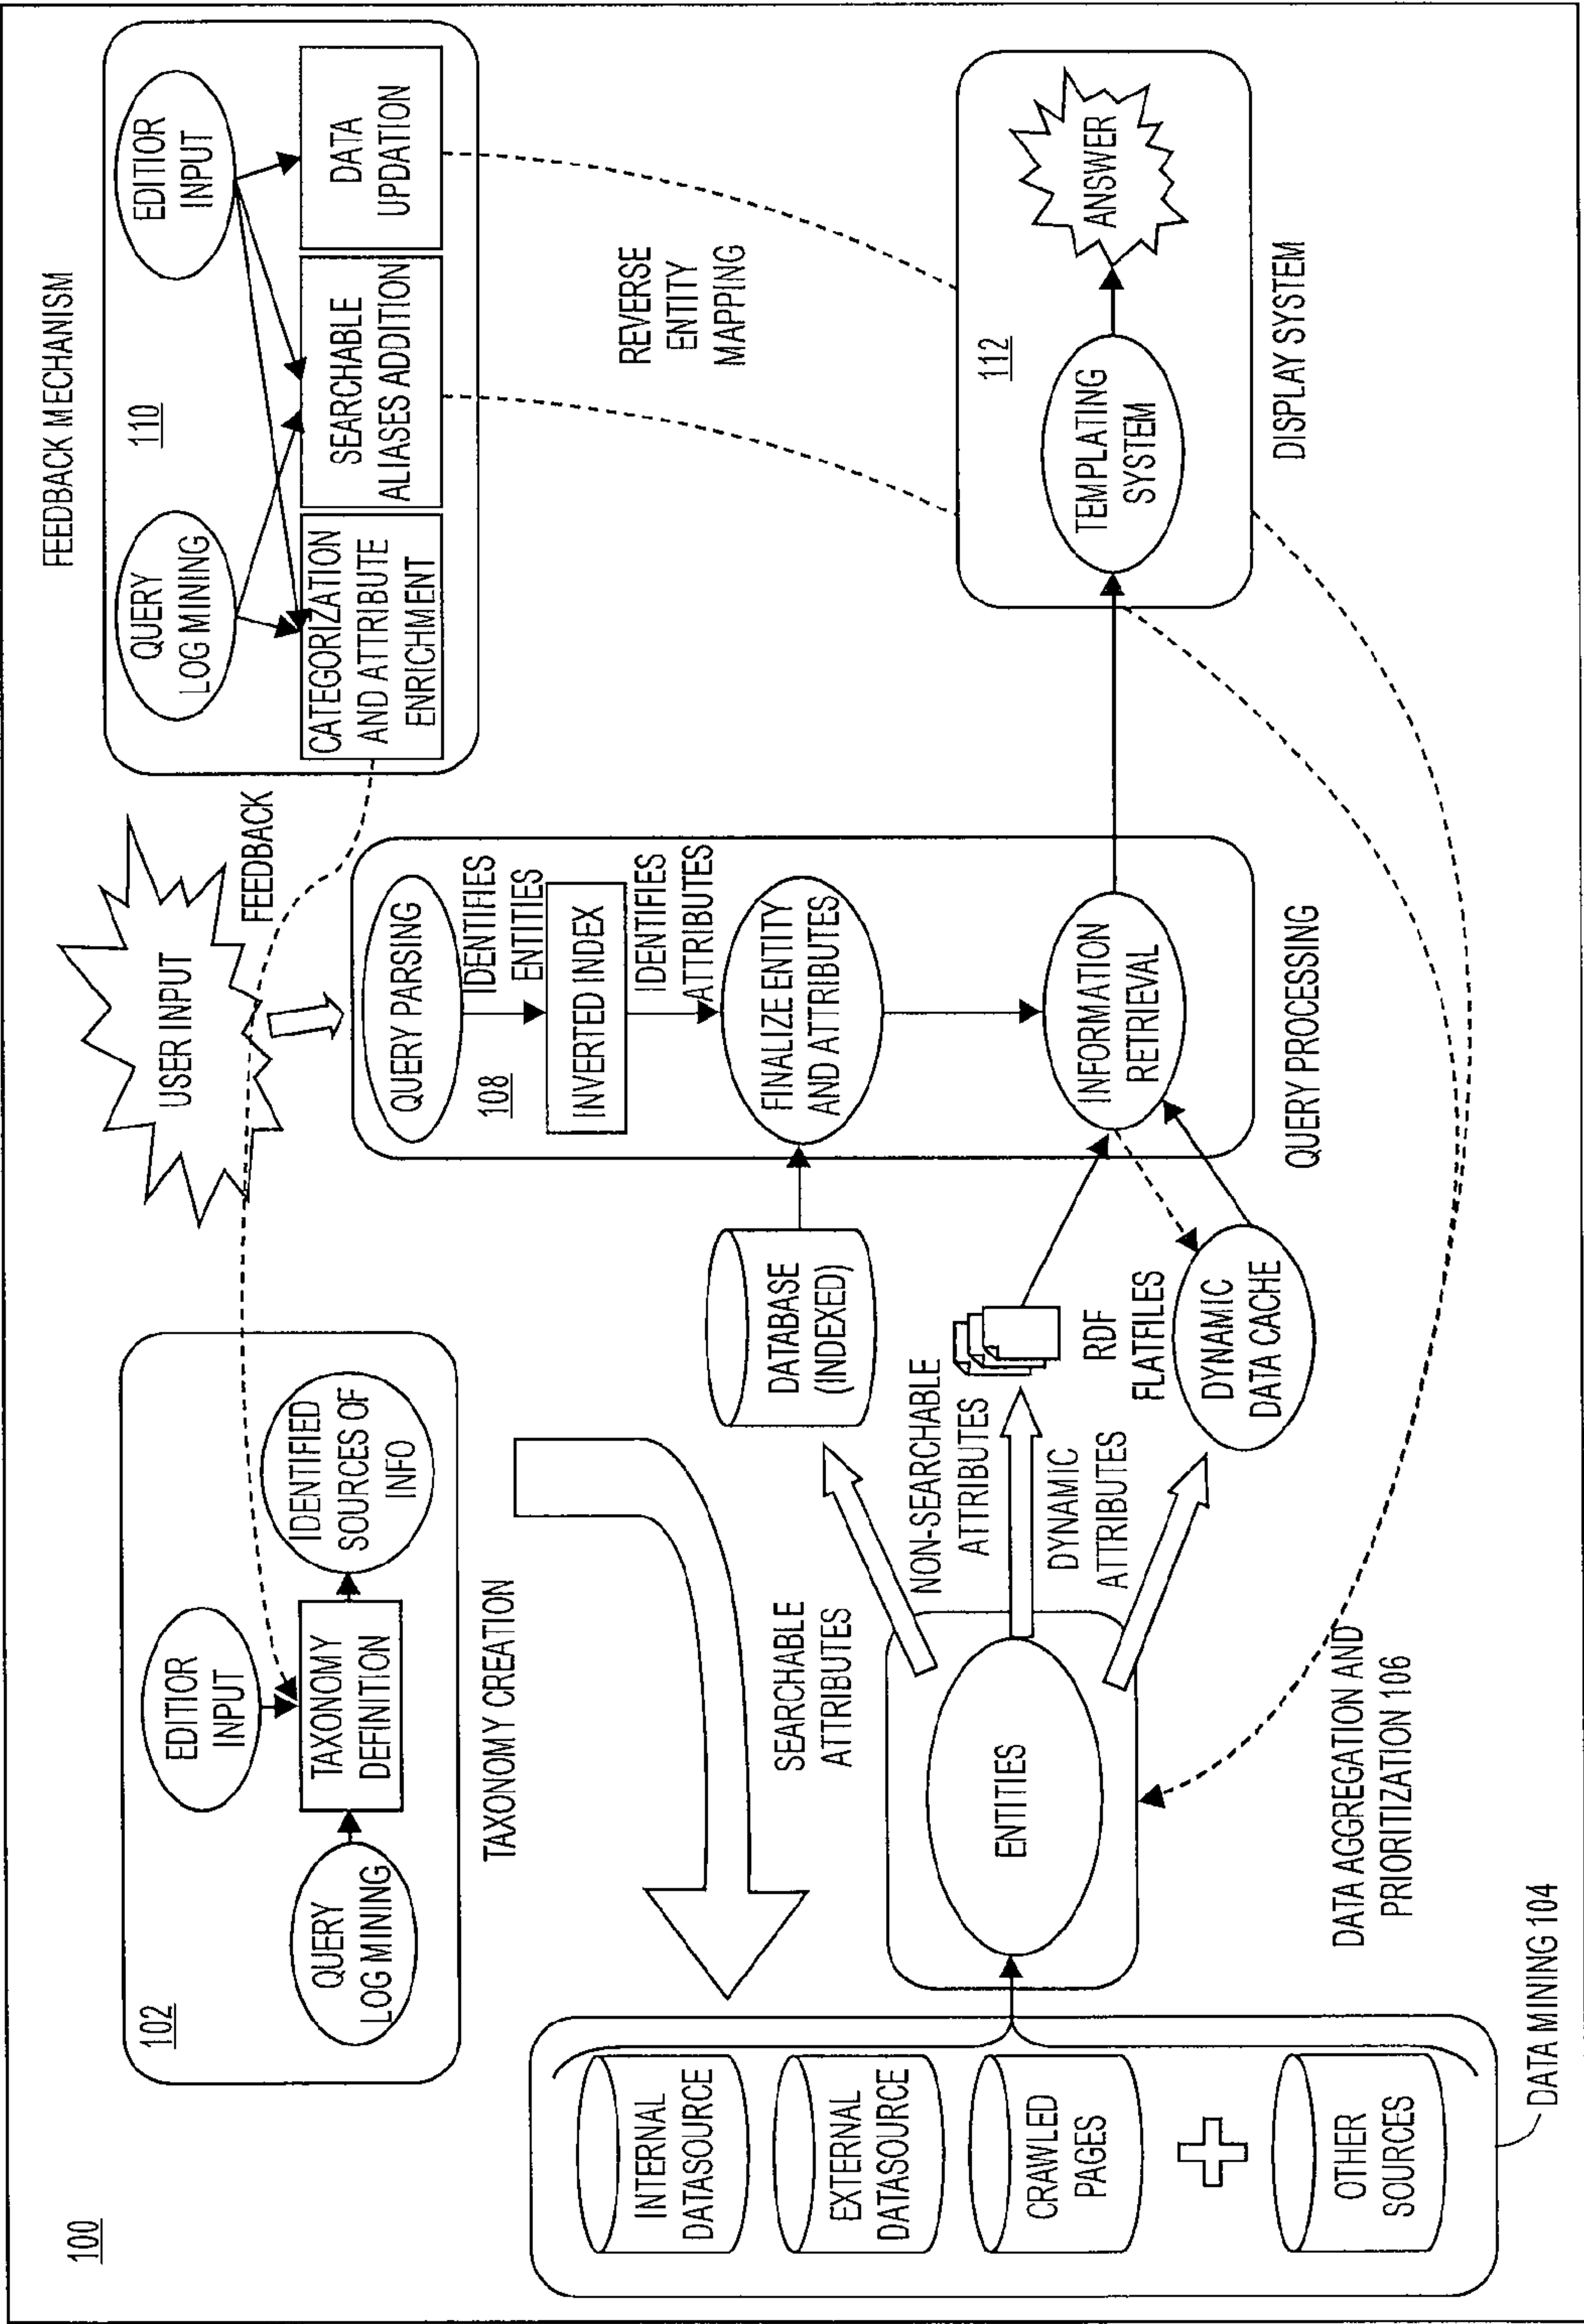 100
102
QUERY
LOG MINING
EDITIOR
INPUT
TAXONOMY
DEFINITION
IDENTIFIED
SOURCES OF
INFO
TAXONOMY CREATION
USER INPUT
FEEDBACK
FEEDBACK MECHANISM
110
QUERY
LOG MINING
EDITIOR
INPUT
CATEGORIZATION
AND ATTRIBUTE
ENRICHMENT
SEARCHABLE
ALIASES ADDITION
DATA
UPDATION
REVERSE
ENTITY
MAPPING
INTERNAL
DATASOURCE
EXTERNAL
DATASOURCE
CRAWLED
PAGES
OTHER
SOURCES
DATA MINING 104
ENTITIES
DATA AGGREGATION AND
PRIORITIZATION 106
SEARCHABLE
ATTRIBUTES
NON-SEARCHABLE
ATTRIBUTES
DYNAMIC
ATTRIBUTES
DATABASE
(INDEXED)
RDF
FLATFILES
DYNAMIC
DATA CACHE
QUERY PARSING
IDENTIFIES
ENTITIES
108
INVERTED INDEX
IDENTIFIES
ATTRIBUTES
FINALIZE ENTITY
AND ATTRIBUTES
INFORMATION
RETRIEVAL
QUERY PROCESSING
112
TEMPLATING
SYSTEM
ANSWER
DISPLAY SYSTEM